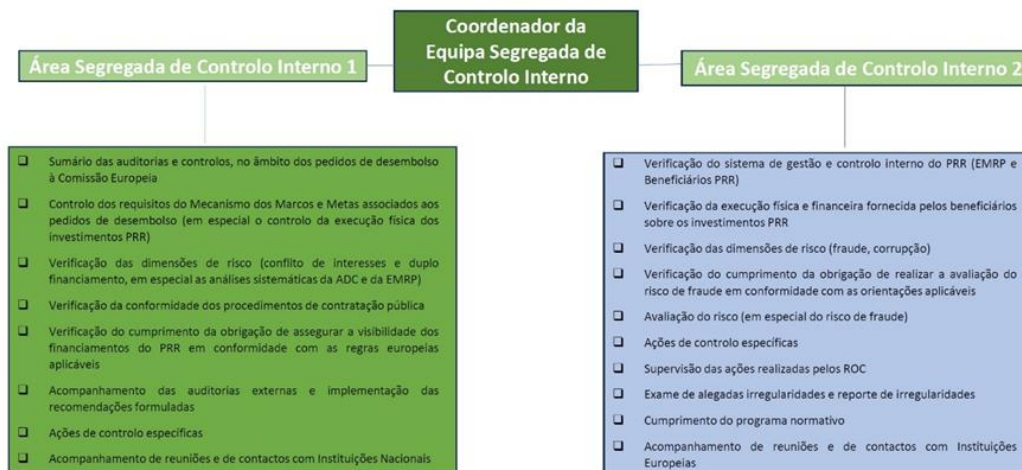 Coordenador da
Equipa Segregada de
Controlo Interno
Área Segregada de Controlo Interno 1
Área Segregada de Controlo Interno 2
Sumário das auditorias e controlos, no âmbito dos pedidos de desembolso
à Comissão Europeia
Controlo dos requisitos do Mecanismo dos Marcos e Metas associados aos
pedidos de desembolso (em especial o controlo da execução física dos
investimentos PRR)
Verificação das dimensões de risco (conflito de interesses e duplo
financiamento, em especial as análises sistemáticas da ADC e da EMRP)
Verificação da conformidade dos procedimentos de contratação pública
Verificação do cumprimento da obrigação de assegurar a visibilidade dos
financiamentos do PRR em conformidade com as regras europeias
aplicáveis
Acompanhamento das auditorias externas e implementação das
recomendações formuladas
Ações de controlo específicas
Acompanhamento de reuniões e de contactos com Instituições Nacionais
Verificação do sistema de gestão e controlo interno do PRR (EMRP e
Beneficiários PRR)
Verificação da execução física e financeira fornecida pelos beneficiários
sobre os investimentos PRR
Verificação das dimensões de risco (fraude, corrupção)
Verificação do cumprimento da obrigação de realizar a avaliação do
risco de fraude em conformidade com as orientações aplicáveis
Avaliação do risco (em especial do risco de fraude)
Ações de controlo específicas
Supervisão das ações realizadas pelos ROC
Exame de alegadas irregularidades e reporte de irregularidades
Cumprimento do programa normativo
Acompanhamento de reuniões e de contactos com Instituições
Europeias